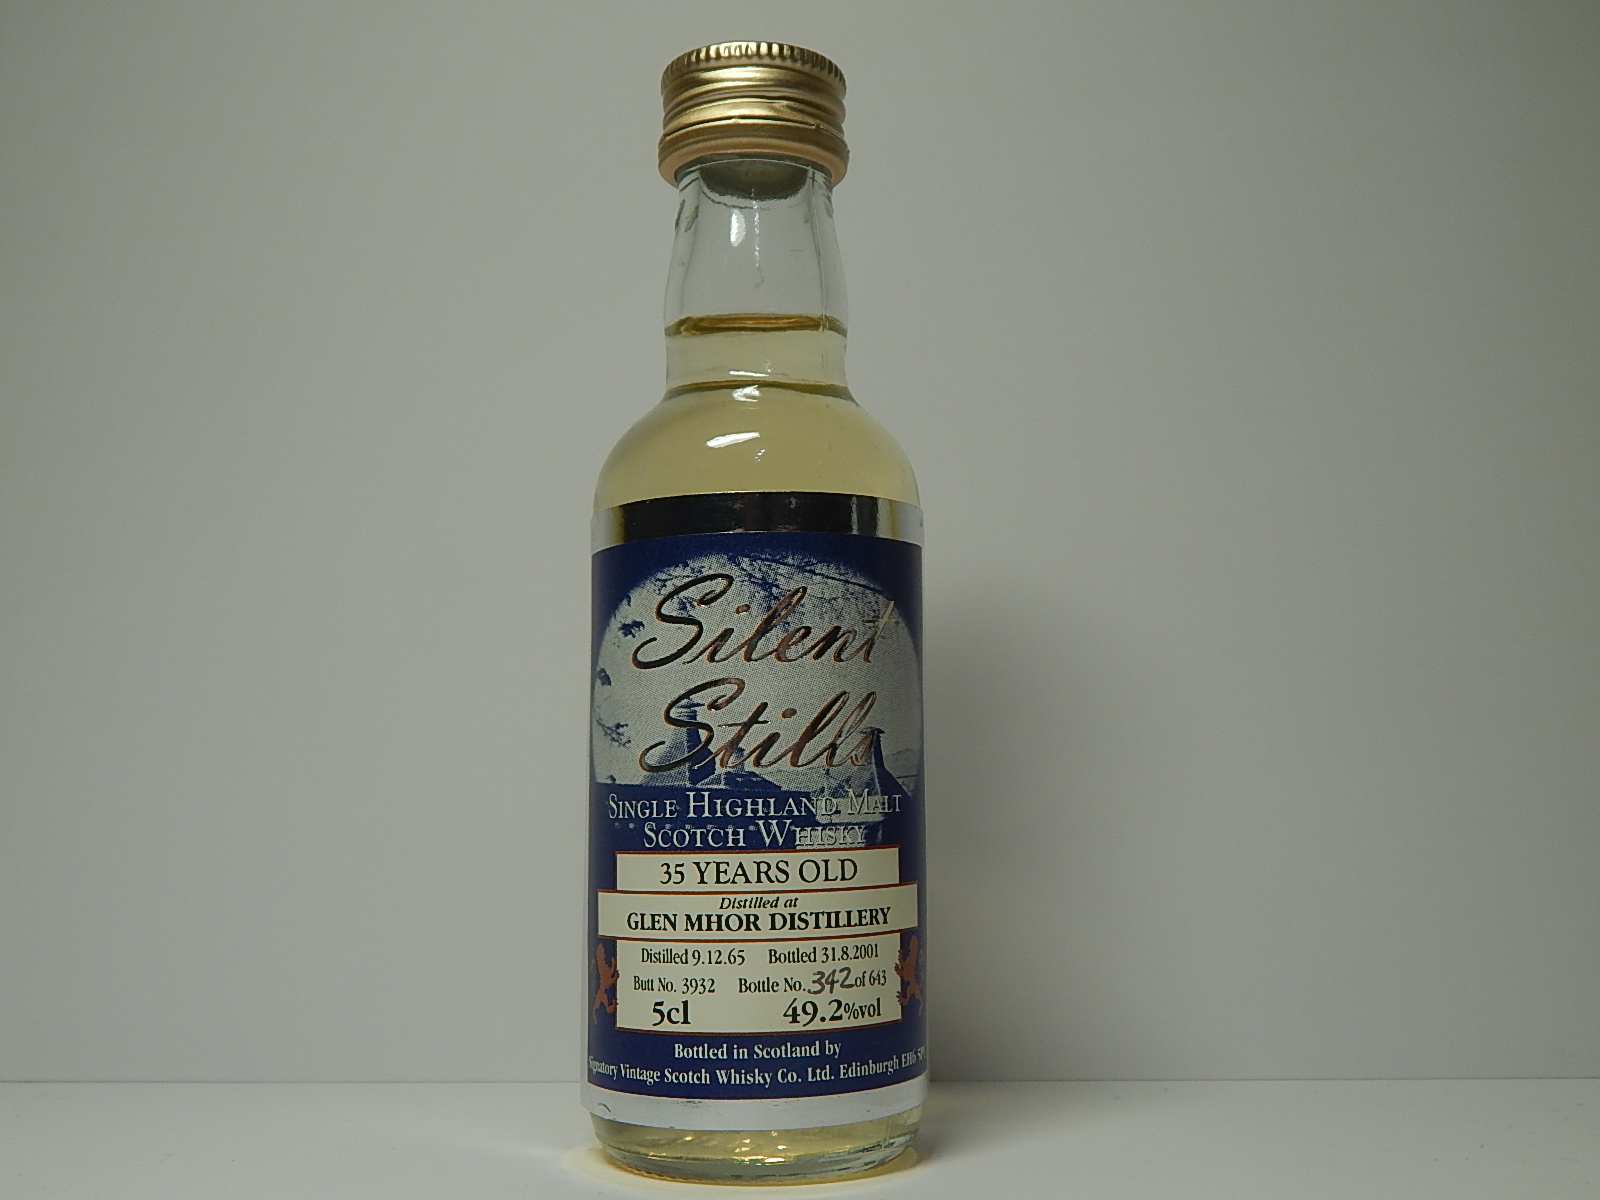 Silent
Stills
SINGLE HIGHLAND MALT
SCOTCH WHISKY
35 YEARS OLD
Distilled at
GLEN MHOR DISTILLERY
Distilled 9.12.65 Bottled 31.8.2001
Butt No. 3932 Bottle No. 342 of 643
5cl 49.2%vol
Bottled in Scotland by
Signatory Vintage Scotch Whisky Co. Ltd. Edinburgh EH6